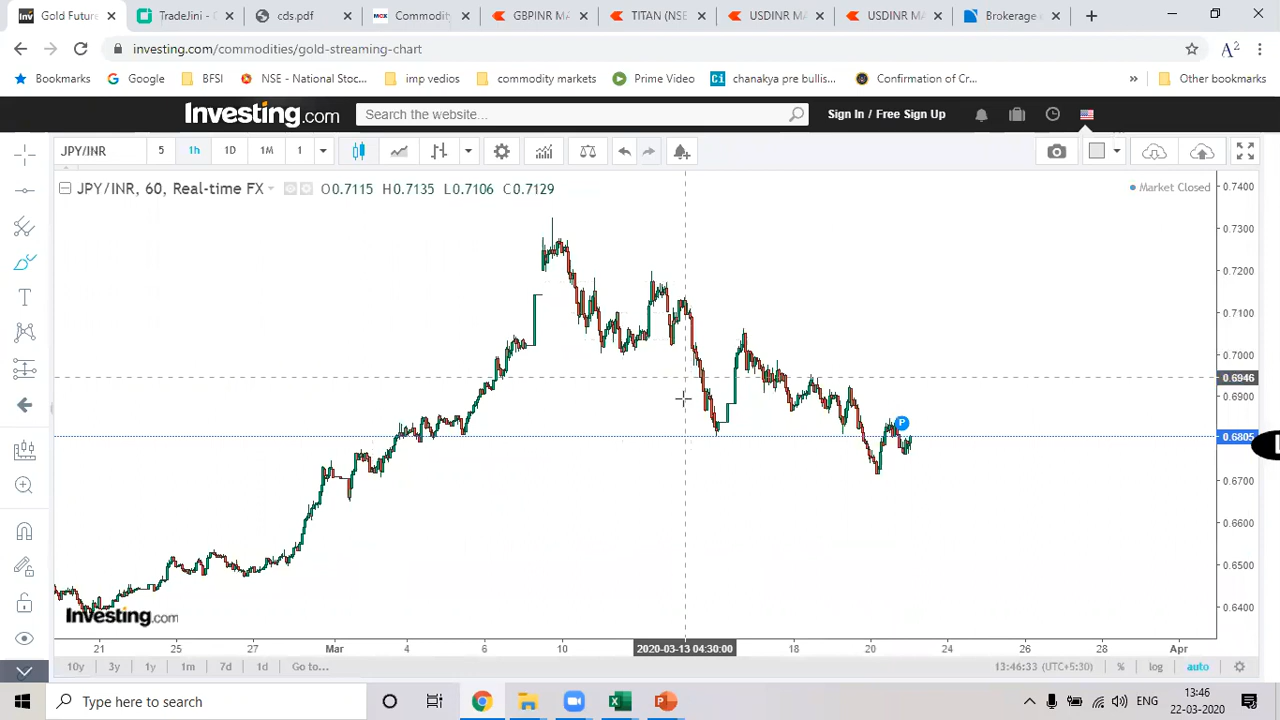 Gold Future
TradeJini - C
cds.pdf
Commodity
GBPINR MA
TITAN (NSE
USDINR MA
USDINR MA
Brokerage c
investing.com/commodities/gold-streaming-chart
Bookmarks
Google
BFSI
NSE - National Stoc...
imp vedios
commodity markets
Prime Video
chanakya pre bullis...
Confirmation of Cr...
»
Other bookmarks
Investing.com
Search the website...
Sign In / Free Sign Up
JPY/INR
5
1h
1D
1M
1
JPY/INR, 60, Real-time FX
O0.7115 H0.7135 L0.7106 C0.7129
Market Closed
0.7400
0.7300
0.7200
0.7100
0.7000
0.6946
0.6900
0.6805
0.6700
0.6600
0.6500
0.6400
P
Investing.com
21
25
27
Mar
4
6
10
2020-03-13 04:30:00
18
20
24
26
28
Apr
10y
3y
1y
1m
7d
1d
Go to...
13:46:33 (UTC+5:30)
%
log
auto
Type here to search
ENG
13:46
22-03-2020